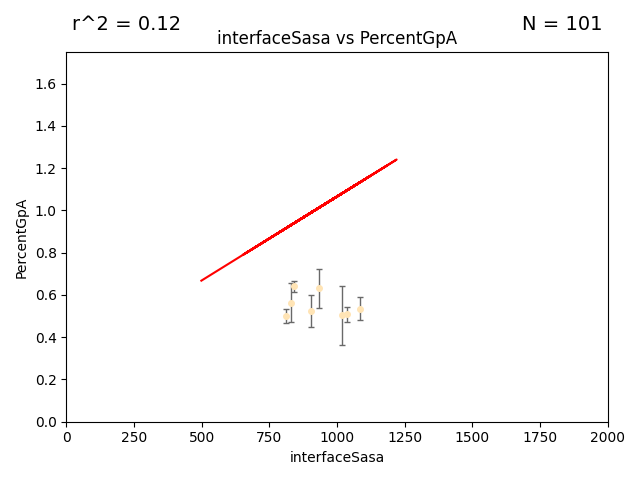 r^2 = 0.12
N = 101
interfaceSasa vs PercentGpA
PercentGpA
1.6
1.4
1.2
1.0
0.8
0.6
0.4
0.2
0.0
0 250 500 750 1000 1250 1500 1750 2000
interfaceSasa